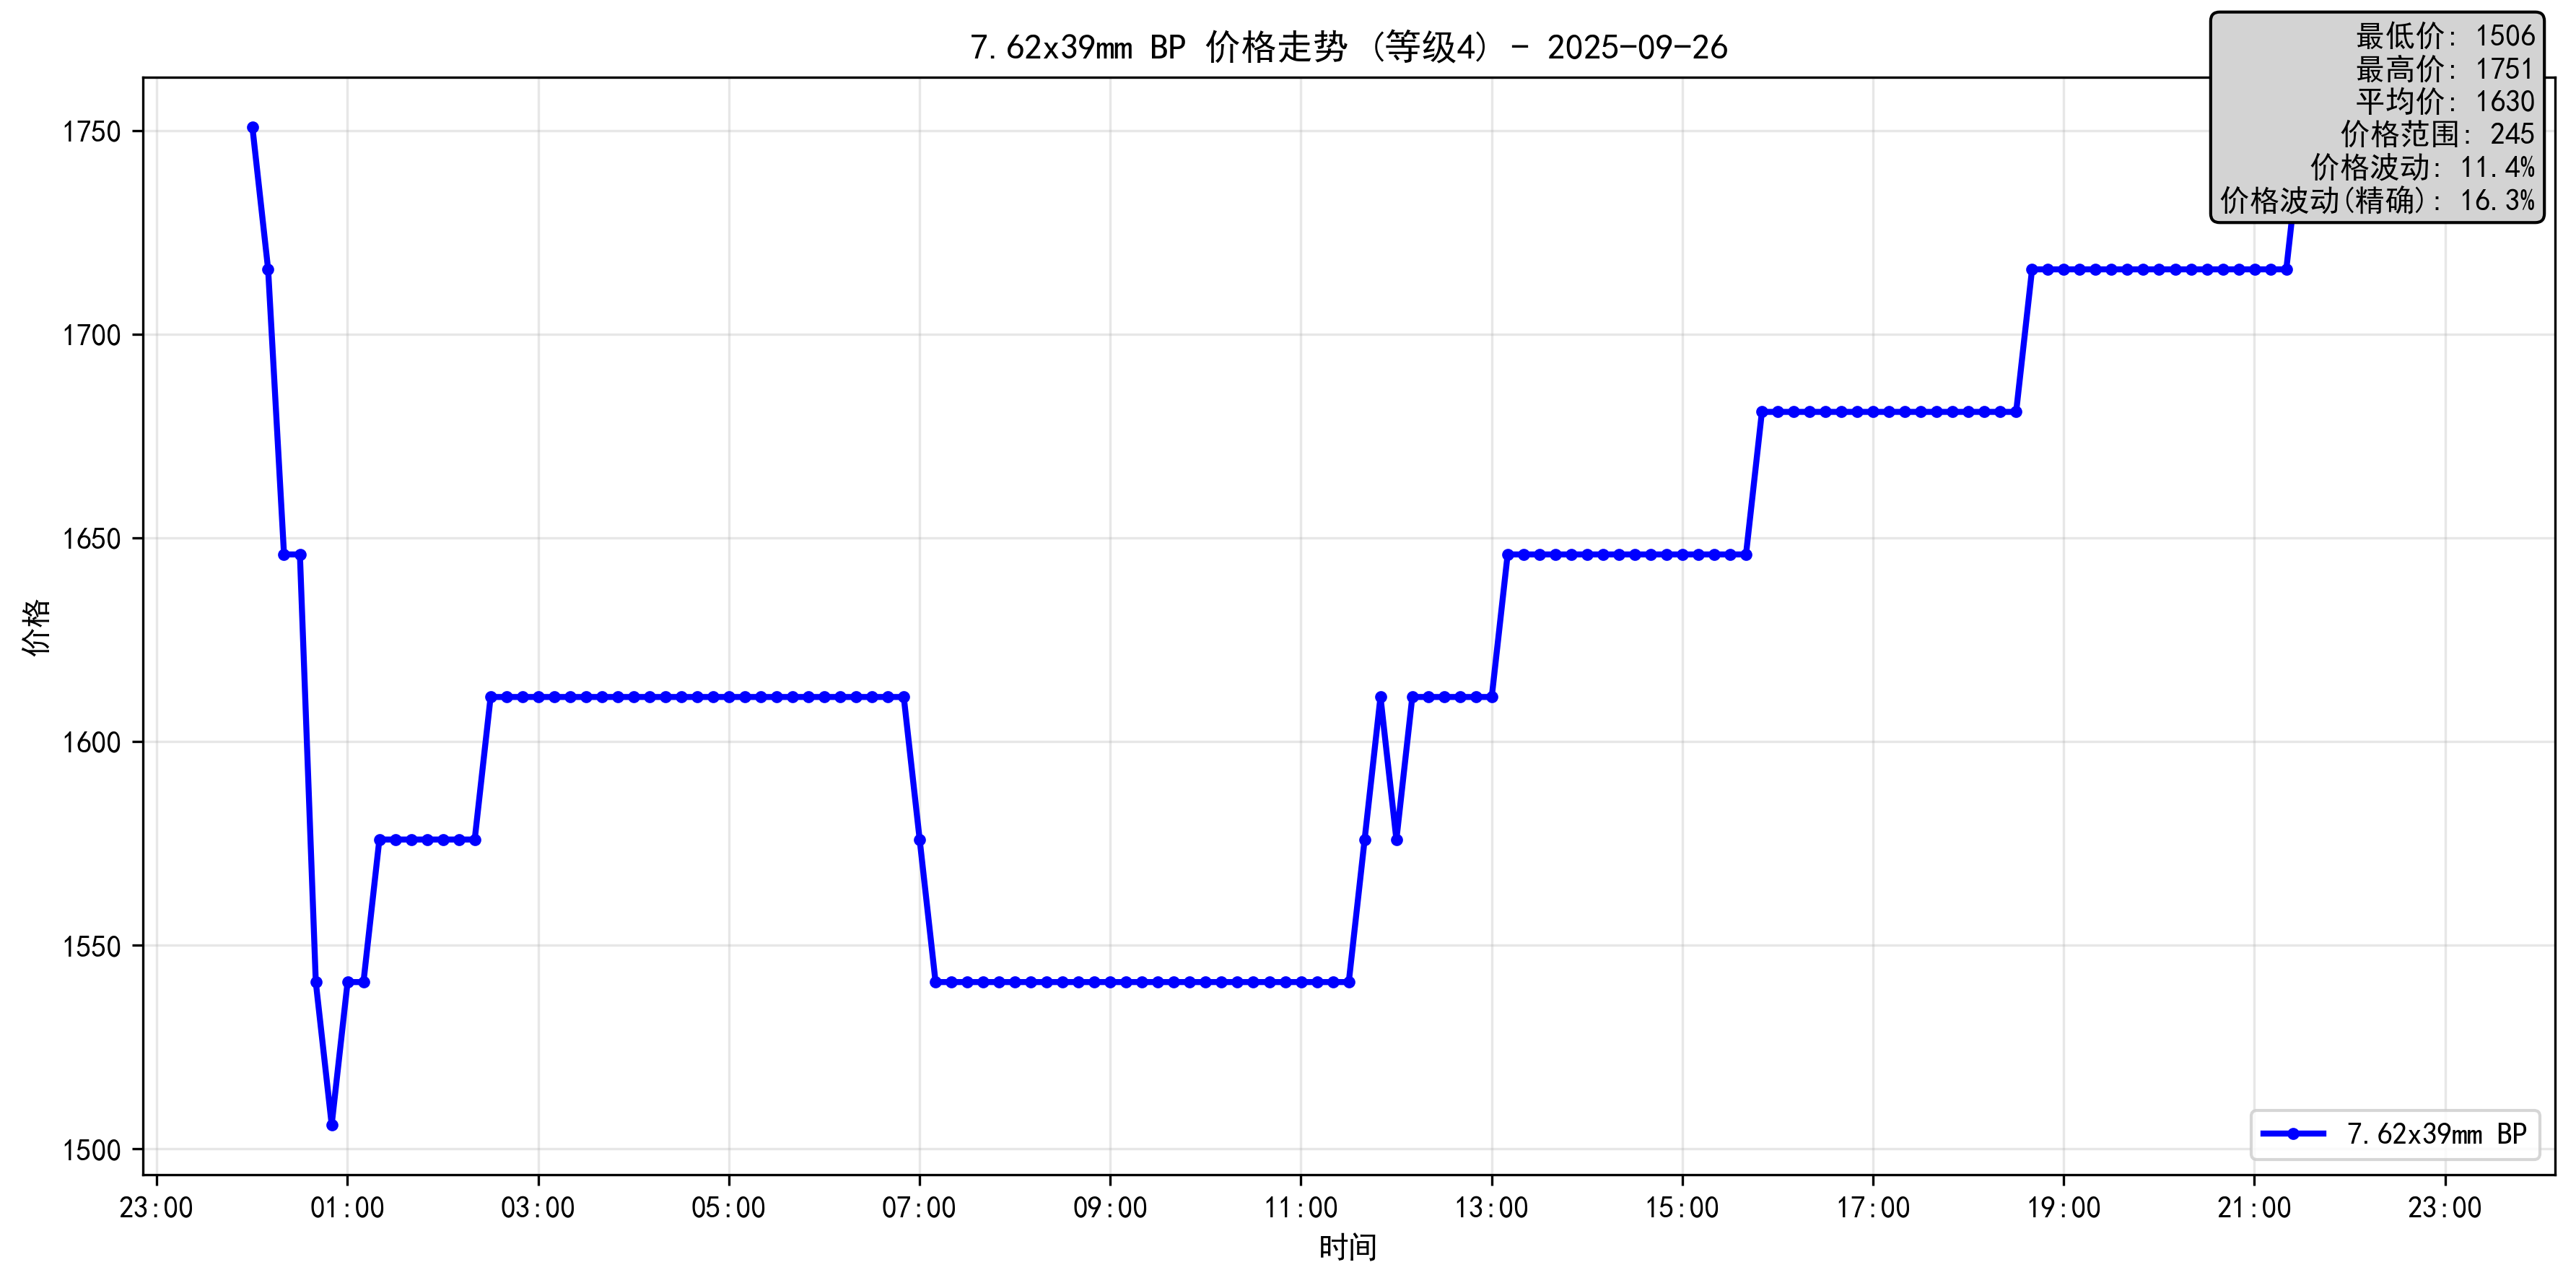 7.62x39mm BP 价格走势 (等级4) - 2025-09-26
最低价: 1506
最高价: 1751
平均价: 1630
价格范围: 245
价格波动: 11.4%
价格波动(精确): 16.3%
1750
1700
1650
1600
1550
1500
价格
23:00 01:00 03:00 05:00 07:00 09:00 11:00 13:00 15:00 17:00 19:00 21:00 23:00
时间
7.62x39mm BP